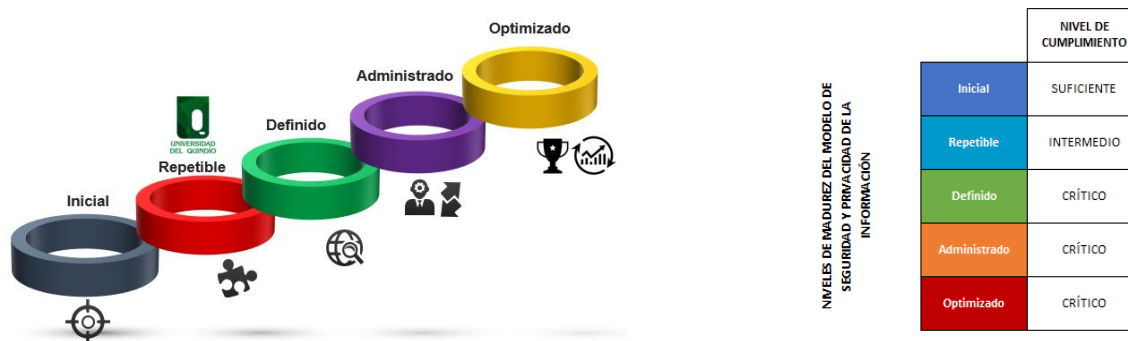 Optimizado
Administrado
Definido
UNIVERSIDAD
DEL QUINDÍO
Repetible
Inicial
NIVELES DE MADUREZ DEL MODELO DE
SEGURIDAD Y PRIVACIDAD DE LA
INFORMACIÓN
NIVEL DE
CUMPLIMIENTO
Inicial SUFICIENTE
Repetible INTERMEDIO
Definido CRÍTICO
Administrado CRÍTICO
Optimizado CRÍTICO